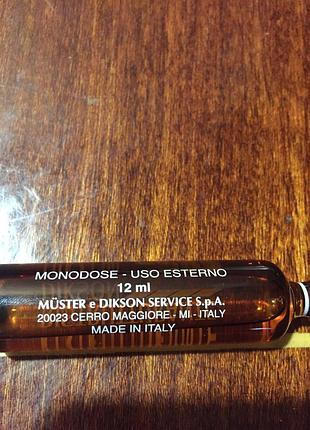 MONODOSE - USO ESTERNO
12 ml
MÜSTER e DIKSON SERVICE S.p.A.
20023 CERRO MAGGIORE - MI - ITALY
MADE IN ITALY